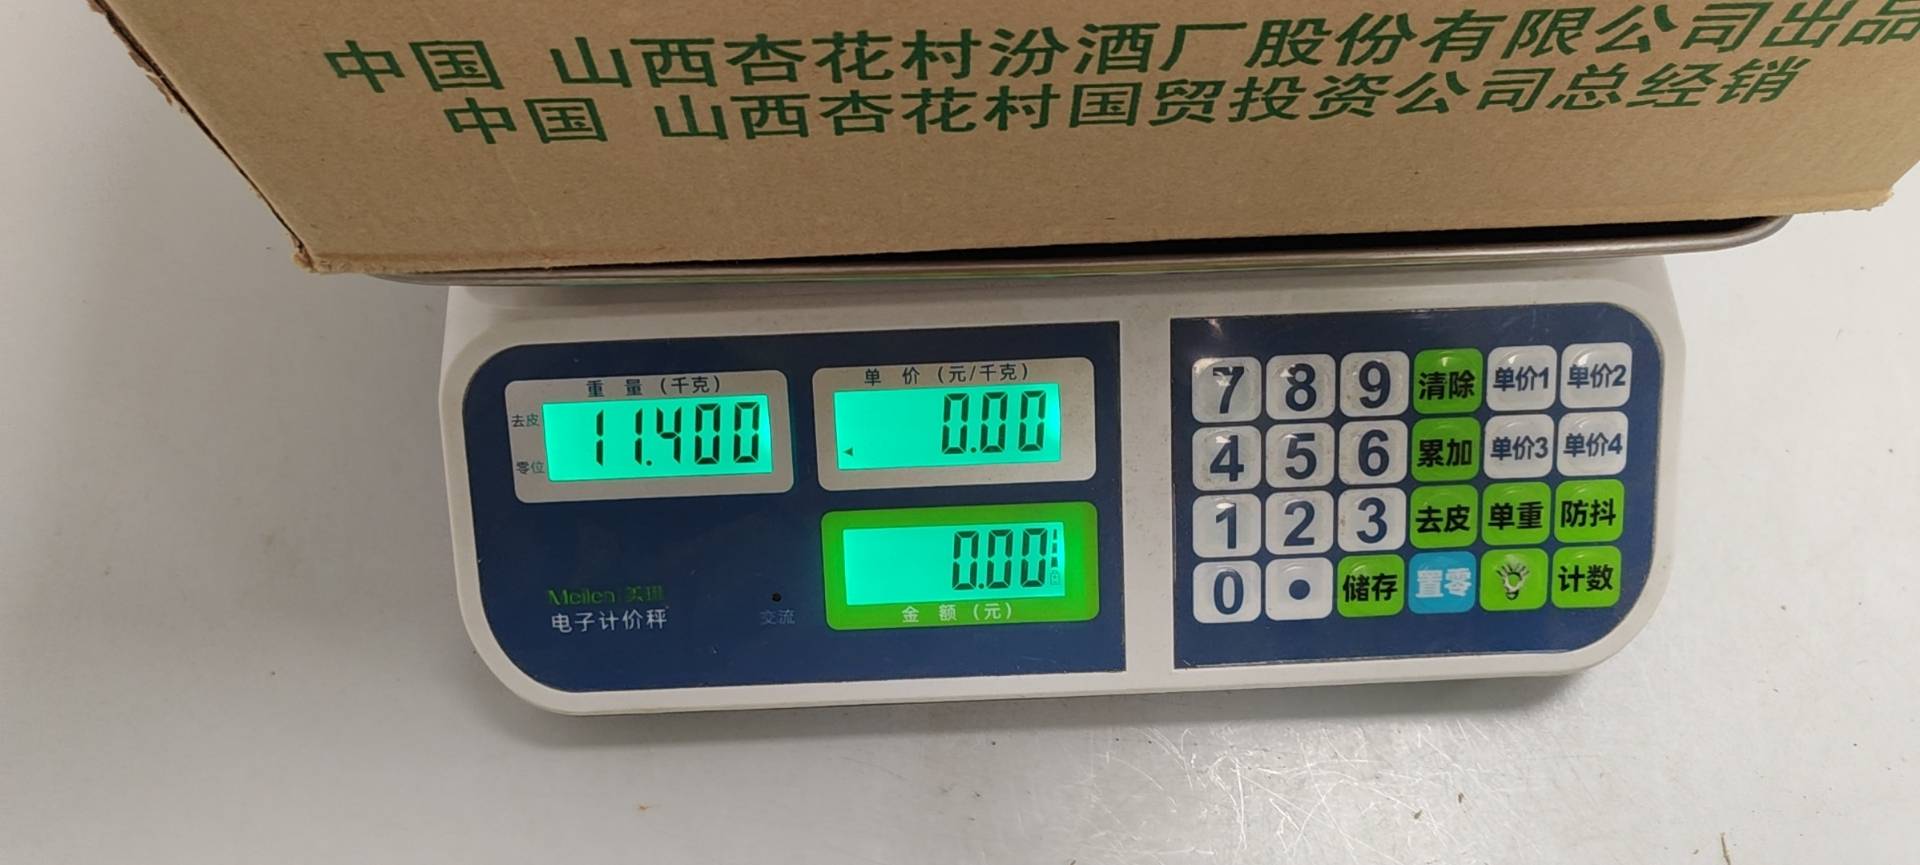 中国 山西杏花村汾酒厂股份有限公司出品
中国 山西杏花村国贸投资公司总经销
重量(千克)
去皮
零位
11.400
单价(元/千克)
0.00
0.00
金额(元)
Meilen 美琪
电子计价秤
交流
7 8 9 清除 单价1 单价2
4 5 6 累加 单价3 单价4
1 2 3 去皮 单重 防抖
0 . 储存 置零 计数